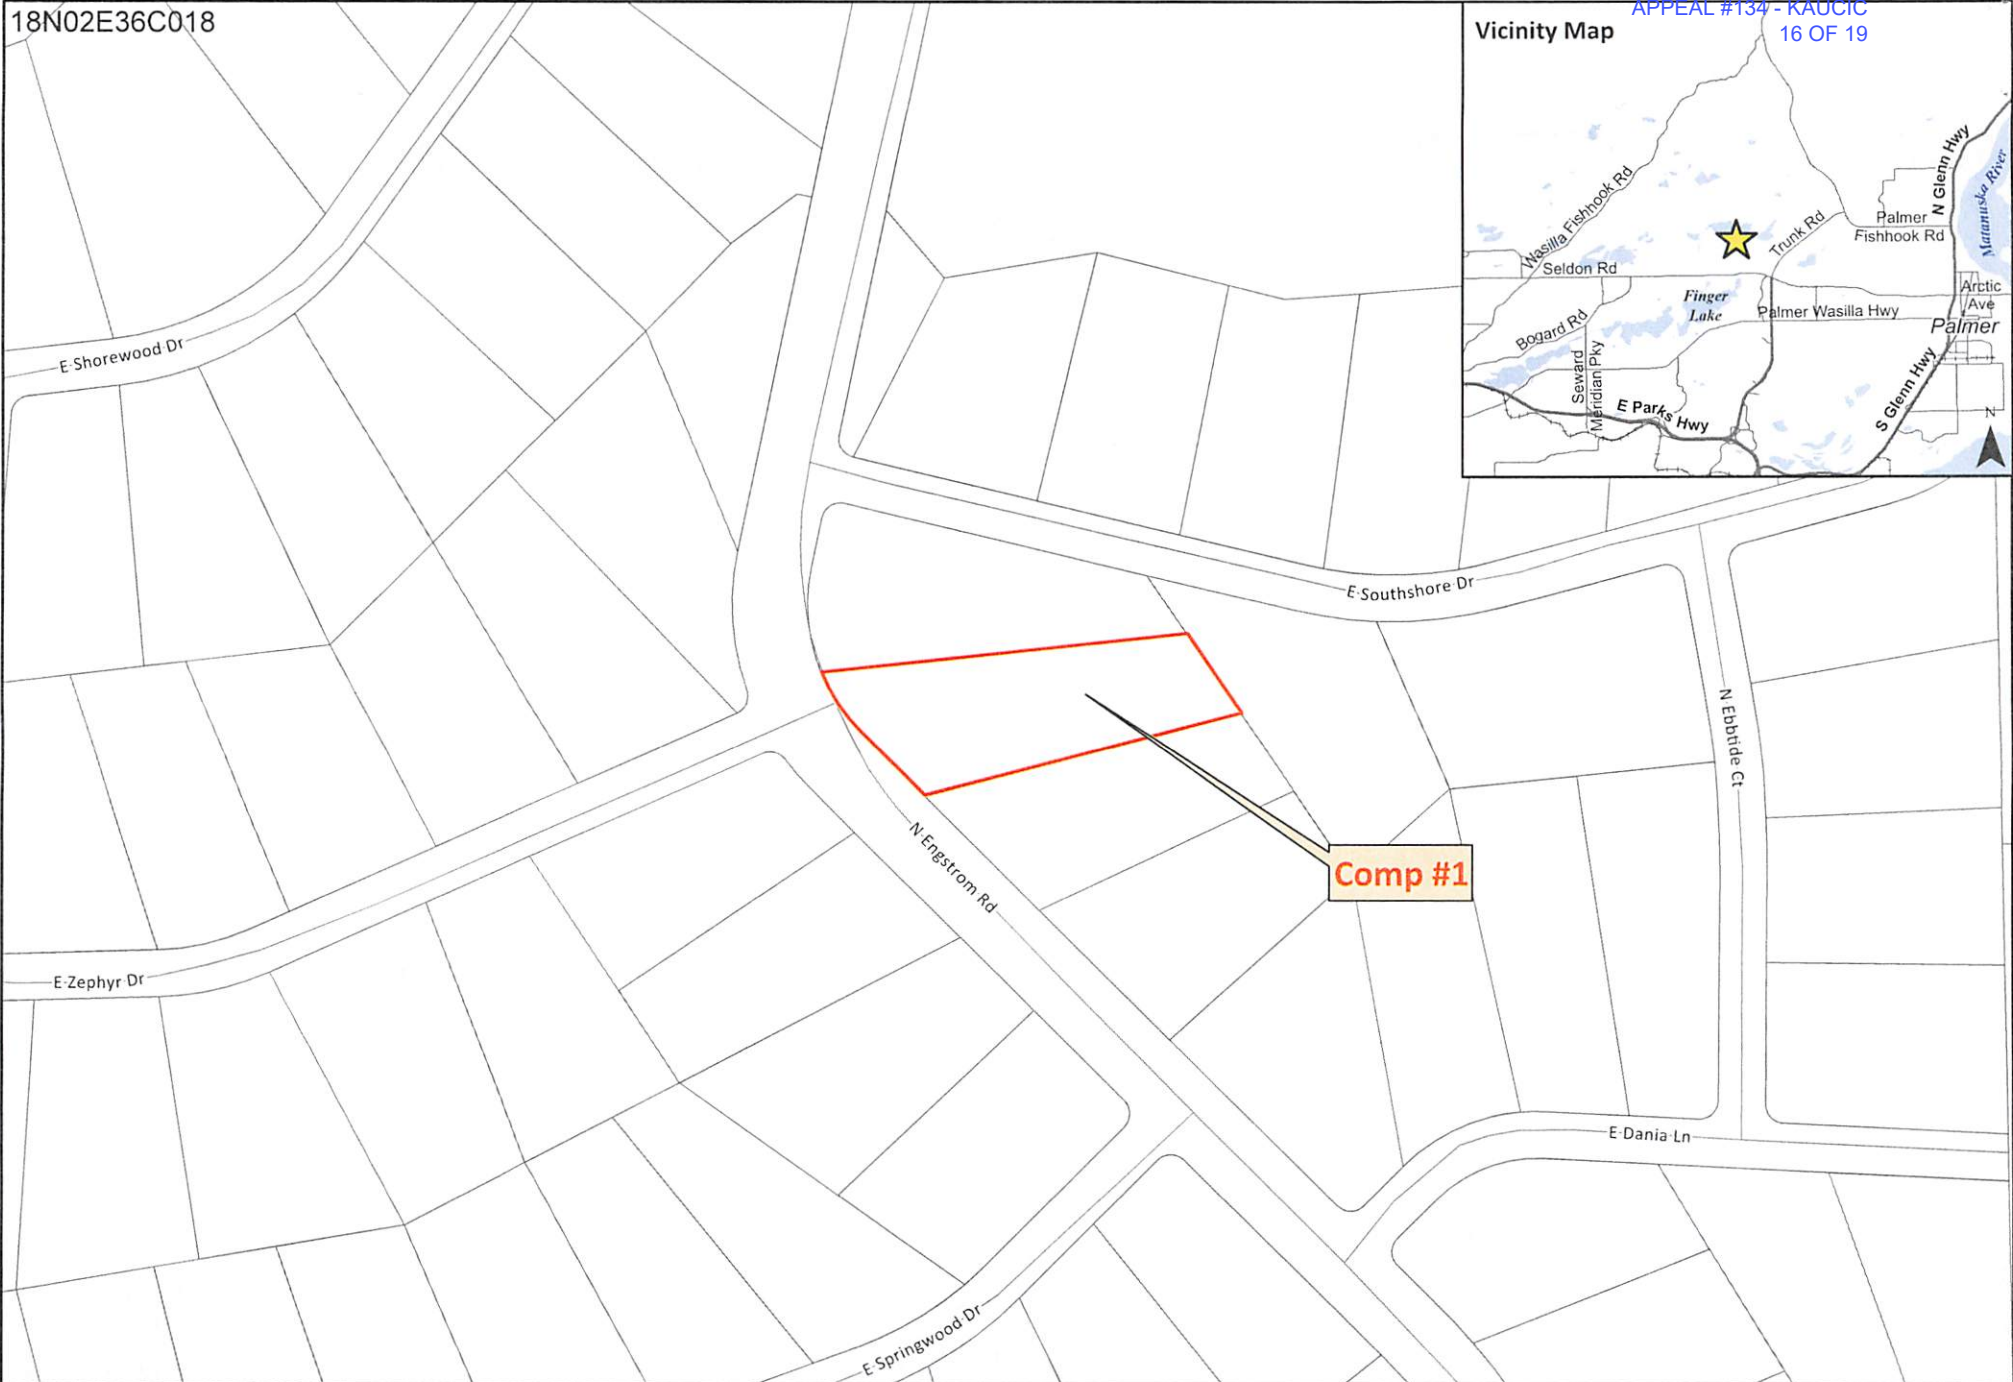 18N02E36C018
APPEAL #134 - KAUCIC
16 OF 19
Vicinity Map
N Glenn Hwy
Matanuska River
Wasilla Fishhook Rd
Trunk Rd
Palmer
Fishhook Rd
Seldon Rd
Finger
Lake
Arctic
Ave
Palmer Wasilla Hwy
Palmer
Bogard Rd
Seward
Meridian Pky
E Parks Hwy
S Glenn Hwy
N
E Shorewood Dr
E Southshore Dr
N Ebbtide Ct
N Engstrom Rd
Comp #1
E Zephyr Dr
E Dania Ln
E Springwood Dr